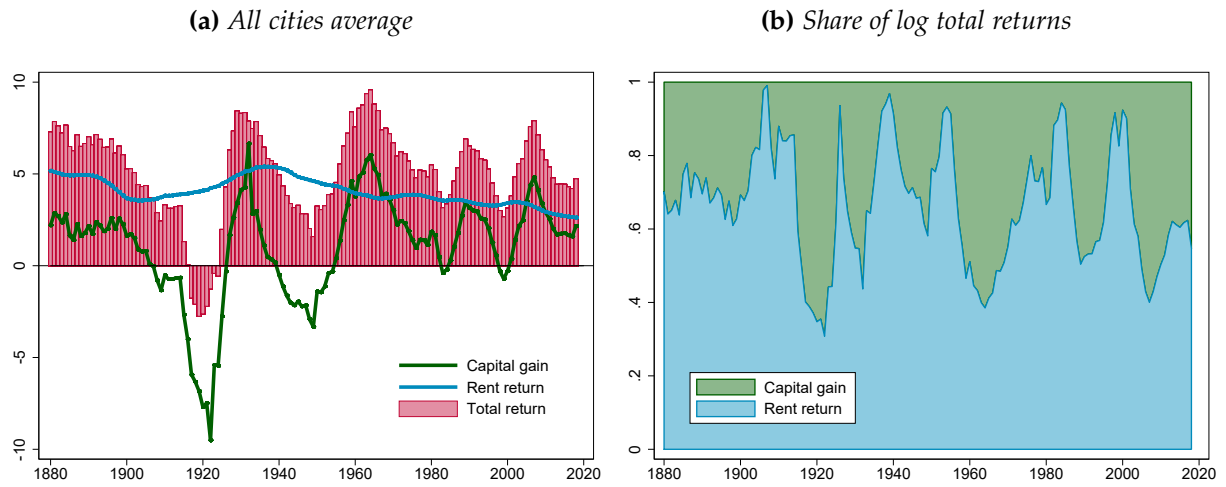 (a) All cities average
10
5
0
-5
-10
Capital gain
Rent return
Total return
1880 1900 1920 1940 1960 1980 2000 2020
(b) Share of log total returns
1
.8
.6
.4
.2
0
Capital gain
Rent return
1880 1900 1920 1940 1960 1980 2000 2020